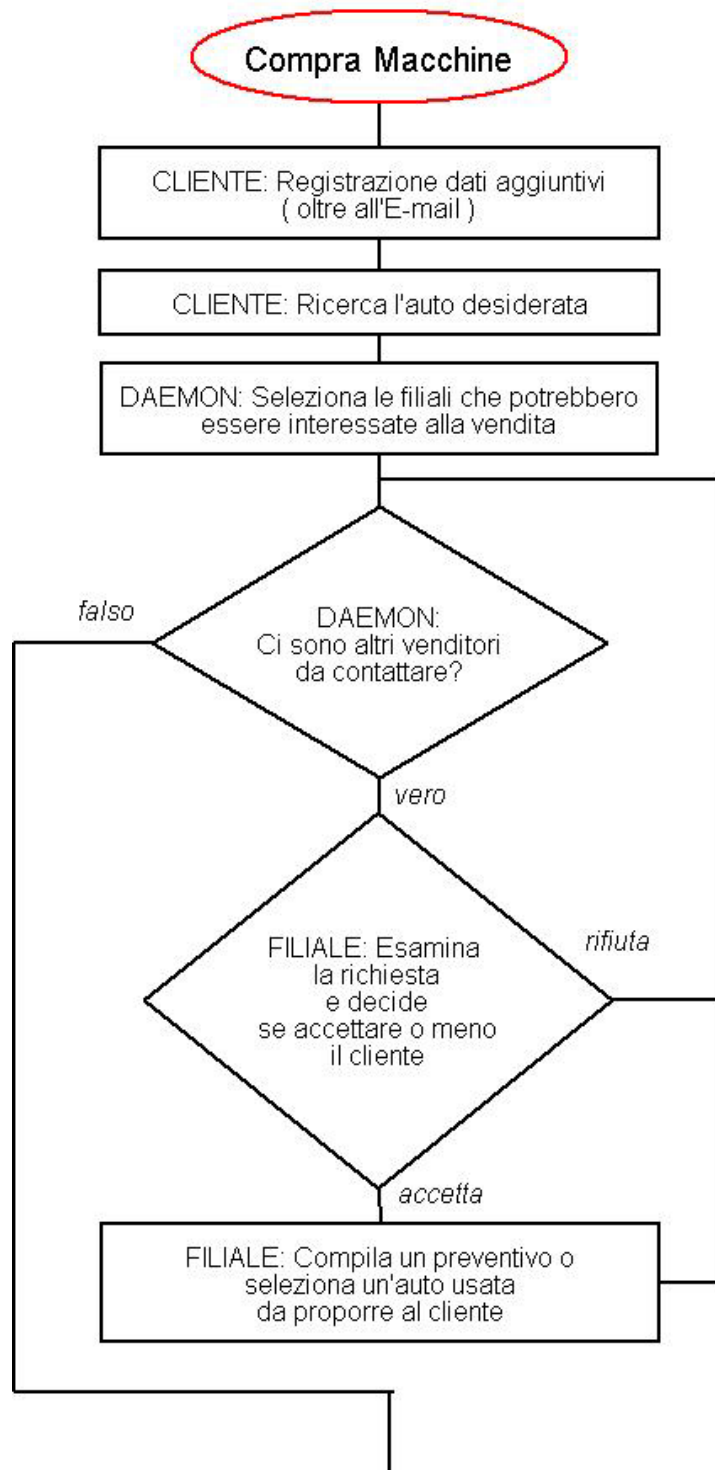 Compra Macchine
CLIENTE: Registrazione dati aggiuntivi
( oltre all'E-mail )
CLIENTE: Ricerca l'auto desiderata
DAEMON: Seleziona le filiali che potrebbero
essere interessate alla vendita
falso
DAEMON:
Ci sono altri venditori
da contattare?
vero
FILIALE: Esamina
la richiesta
e decide
se accettare o meno
il cliente
rifiuta
accetta
FILIALE: Compila un preventivo o
seleziona un'auto usata
da proporre al cliente